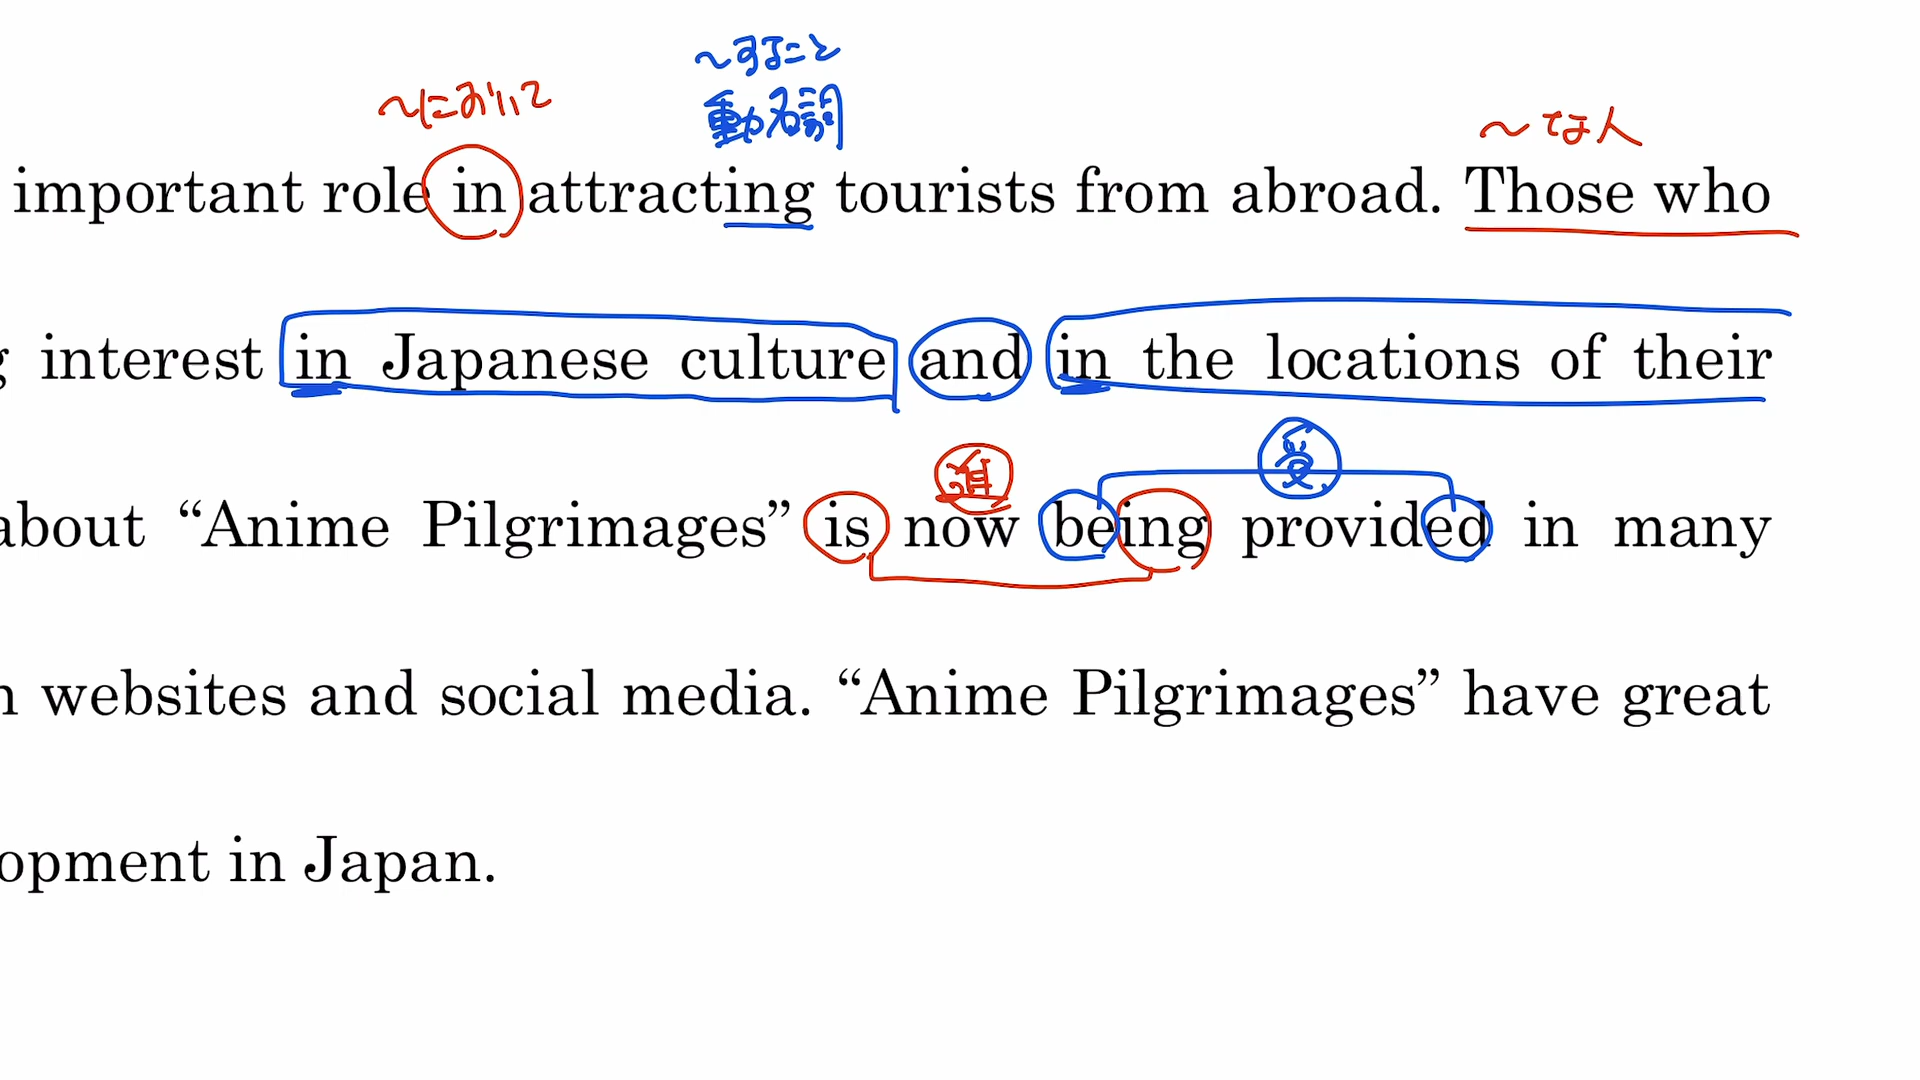 〜すること
〜において
動名詞
〜な人
important role in attracting tourists from abroad. Those who
interest in Japanese culture and in the locations of their
受
about “Anime Pilgrimages” is now being provided in many
websites and social media. “Anime Pilgrimages” have great
opment in Japan.